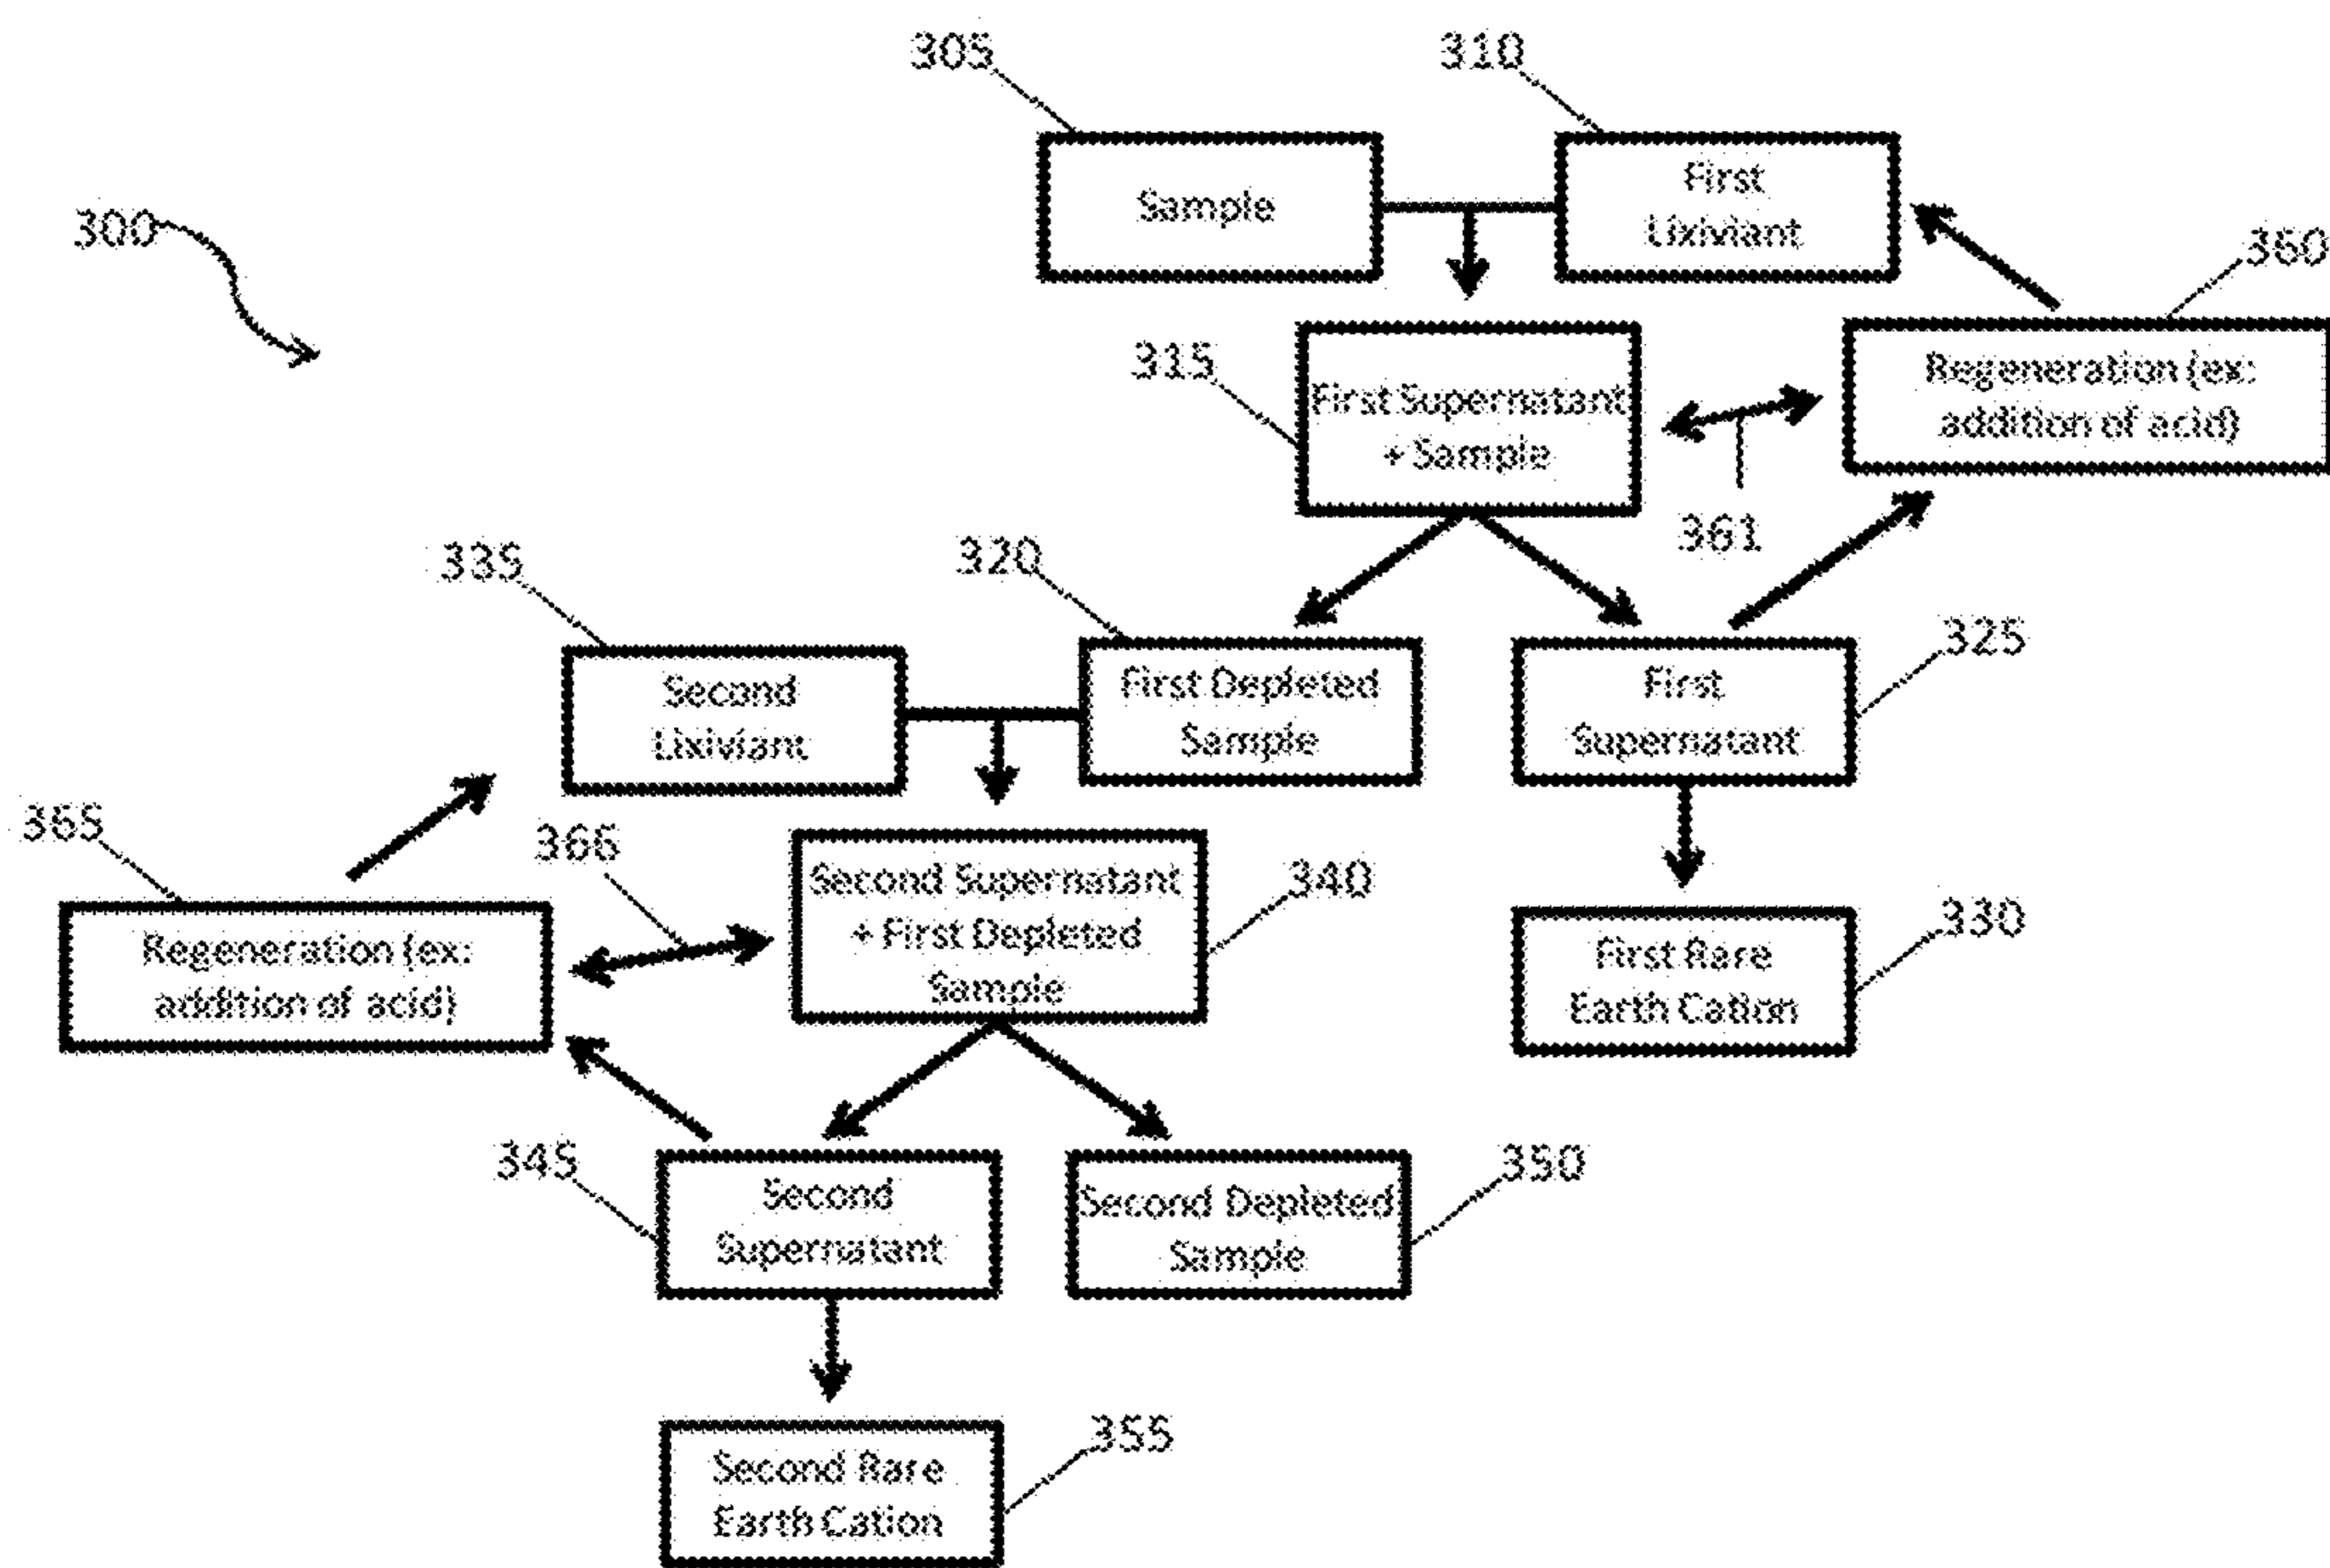 305
310
Sample
First
Lixiviant
300
360
315
First Supernatant
+ Sample
Regeneration (ex:
addition of acid)
361
335
320
325
Second
Lixiviant
First Depleted
Sample
First
Supernatant
365
366
340
330
Regeneration (ex:
addition of acid)
Second Supernatant
+ First Depleted
Sample
First Rare
Earth Cation
345
350
Second
Supernatant
Second Depleted
Sample
355
Second Rare
Earth Cation